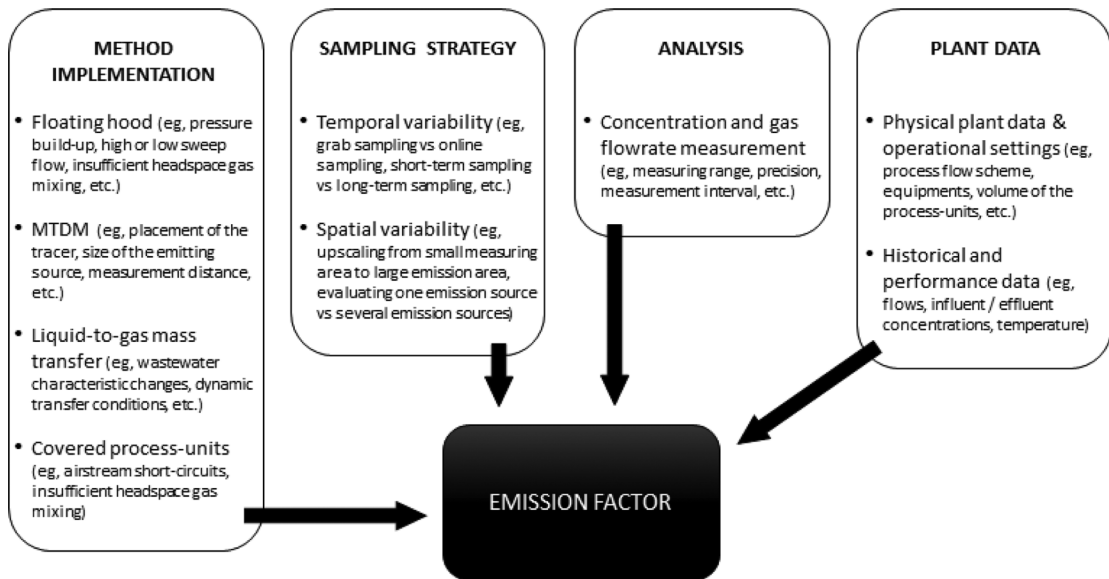 METHOD
IMPLEMENTATION
• Floating hood (eg, pressure
build-up, high or low sweep
flow, insufficient headspace gas
mixing, etc.)
• MTDM (eg, placement of the
tracer, size of the emitting
source, measurement distance,
etc.)
• Liquid-to-gas mass
transfer (eg, wastewater
characteristic changes, dynamic
transfer conditions, etc.)
• Covered process-units
(eg, airstream short-circuits,
insufficient headspace gas
mixing)
SAMPLING STRATEGY
• Temporal variability (eg,
grab sampling vs online
sampling, short-term sampling
vs long-term sampling, etc.)
• Spatial variability (eg,
upscaling from small measuring
area to large emission area,
evaluating one emission source
vs several emission sources)
ANALYSIS
• Concentration and gas
flowrate measurement
(eg, measuring range, precision,
measurement interval, etc.)
PLANT DATA
• Physical plant data &
operational settings (eg,
process flow scheme,
equipments, volume of the
process-units, etc.)
• Historical and
performance data (eg,
flows, influent / effluent
concentrations, temperature)
EMISSION FACTOR